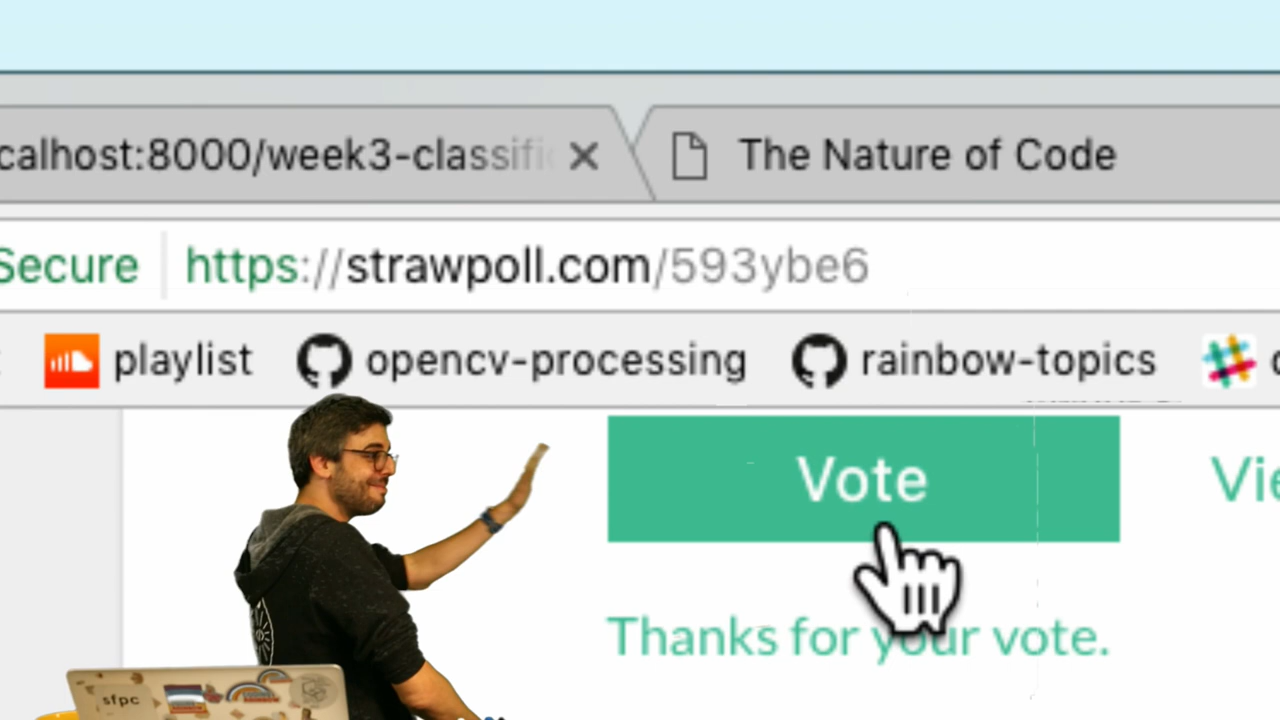 calhost:8000/week3-classifi
The Nature of Code
Secure
https://strawpoll.com/593ybe6
playlist
opencv-processing
rainbow-topics
Vote
Vie
Thanks for your vote.
sfpc